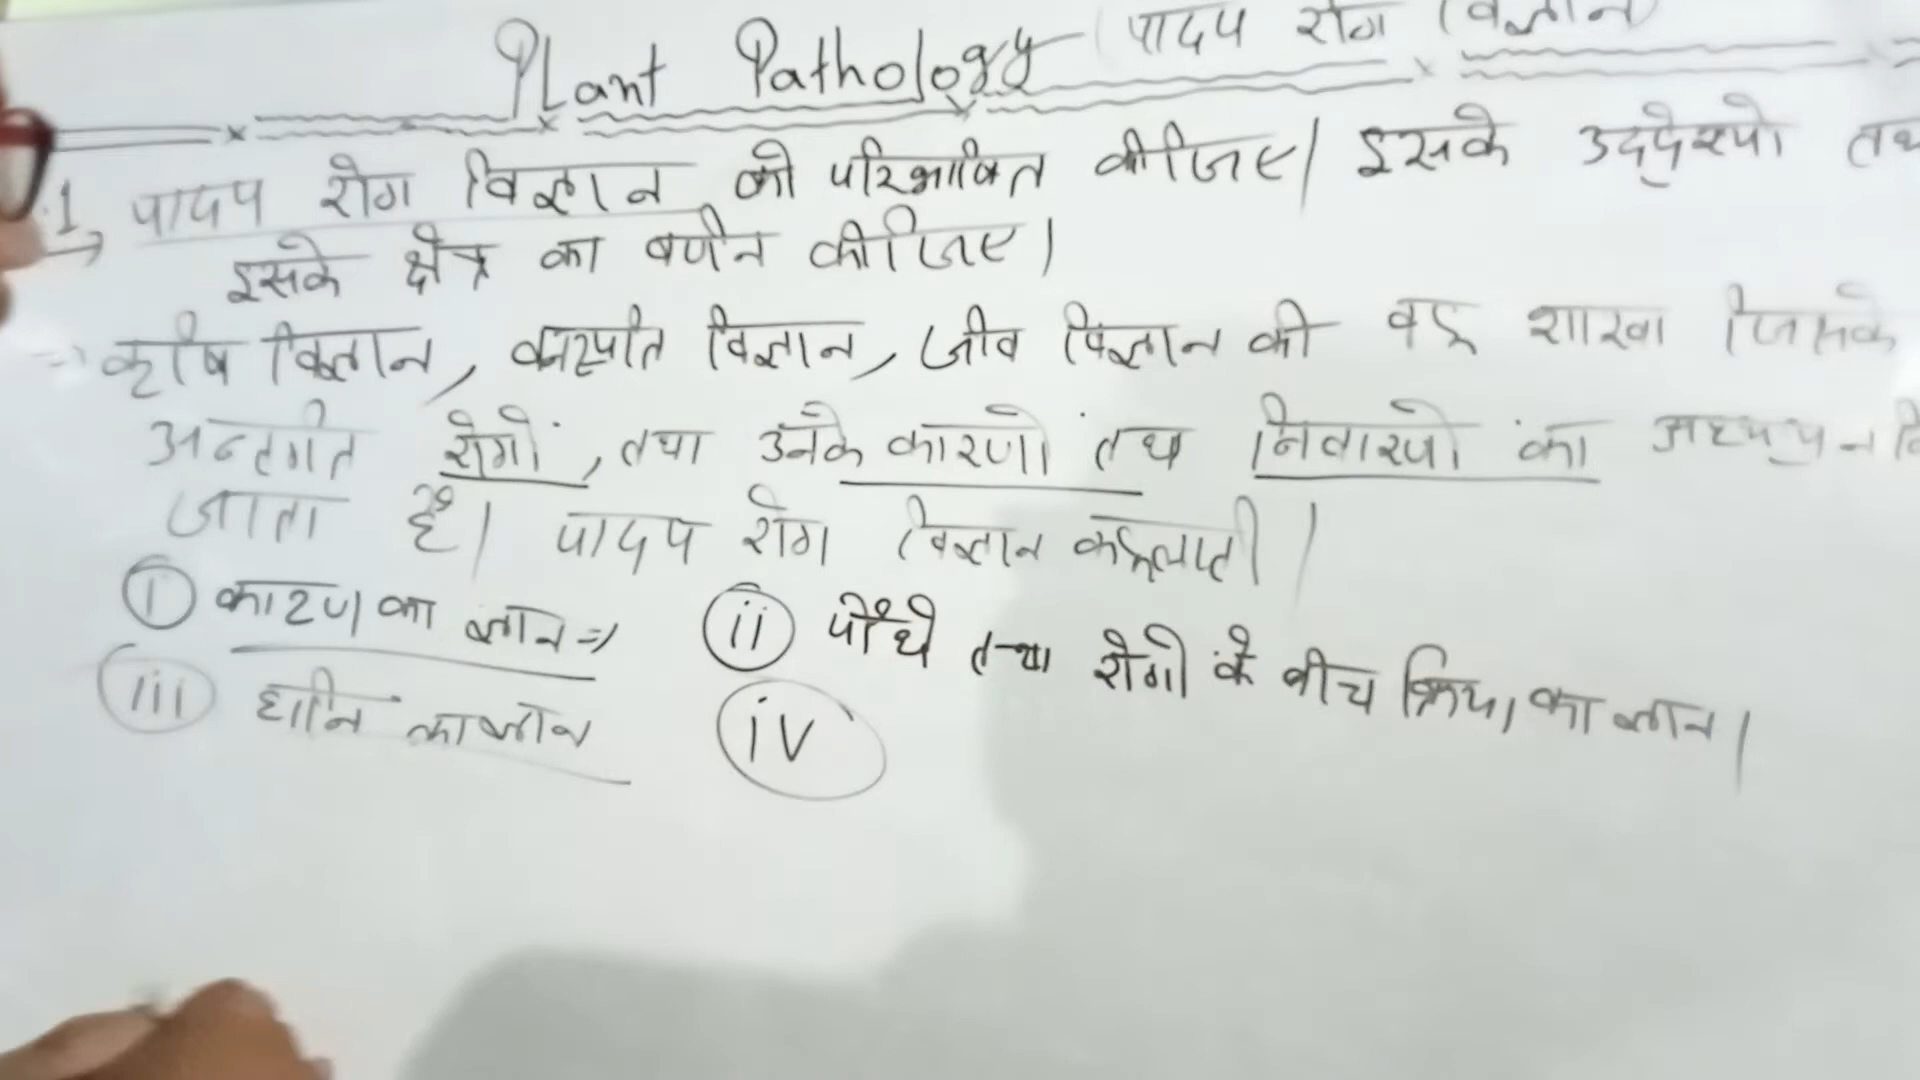 Plant Pathology (पादप रोग विज्ञान)
1, पादप रोग विज्ञान को परिभाषित कीजिए। इसके उद्देश्यो तथ
इसके क्षेत्र का वर्णन कीजिए।
कृषि विज्ञान, वनस्पति विज्ञान, जीव विज्ञान की वह शाखा जिसके
अन्तर्गत रोगों, तथा उनके कारणो तथ निवारणो का अध्ययन कि
जाता है। पादप रोग विज्ञान कहलाती।
(i) कारण का ज्ञान⇒ (ii) पौधे तथा रोगो के बीच क्रिया का ज्ञान।
(iii) हानि का ज्ञान (iv)